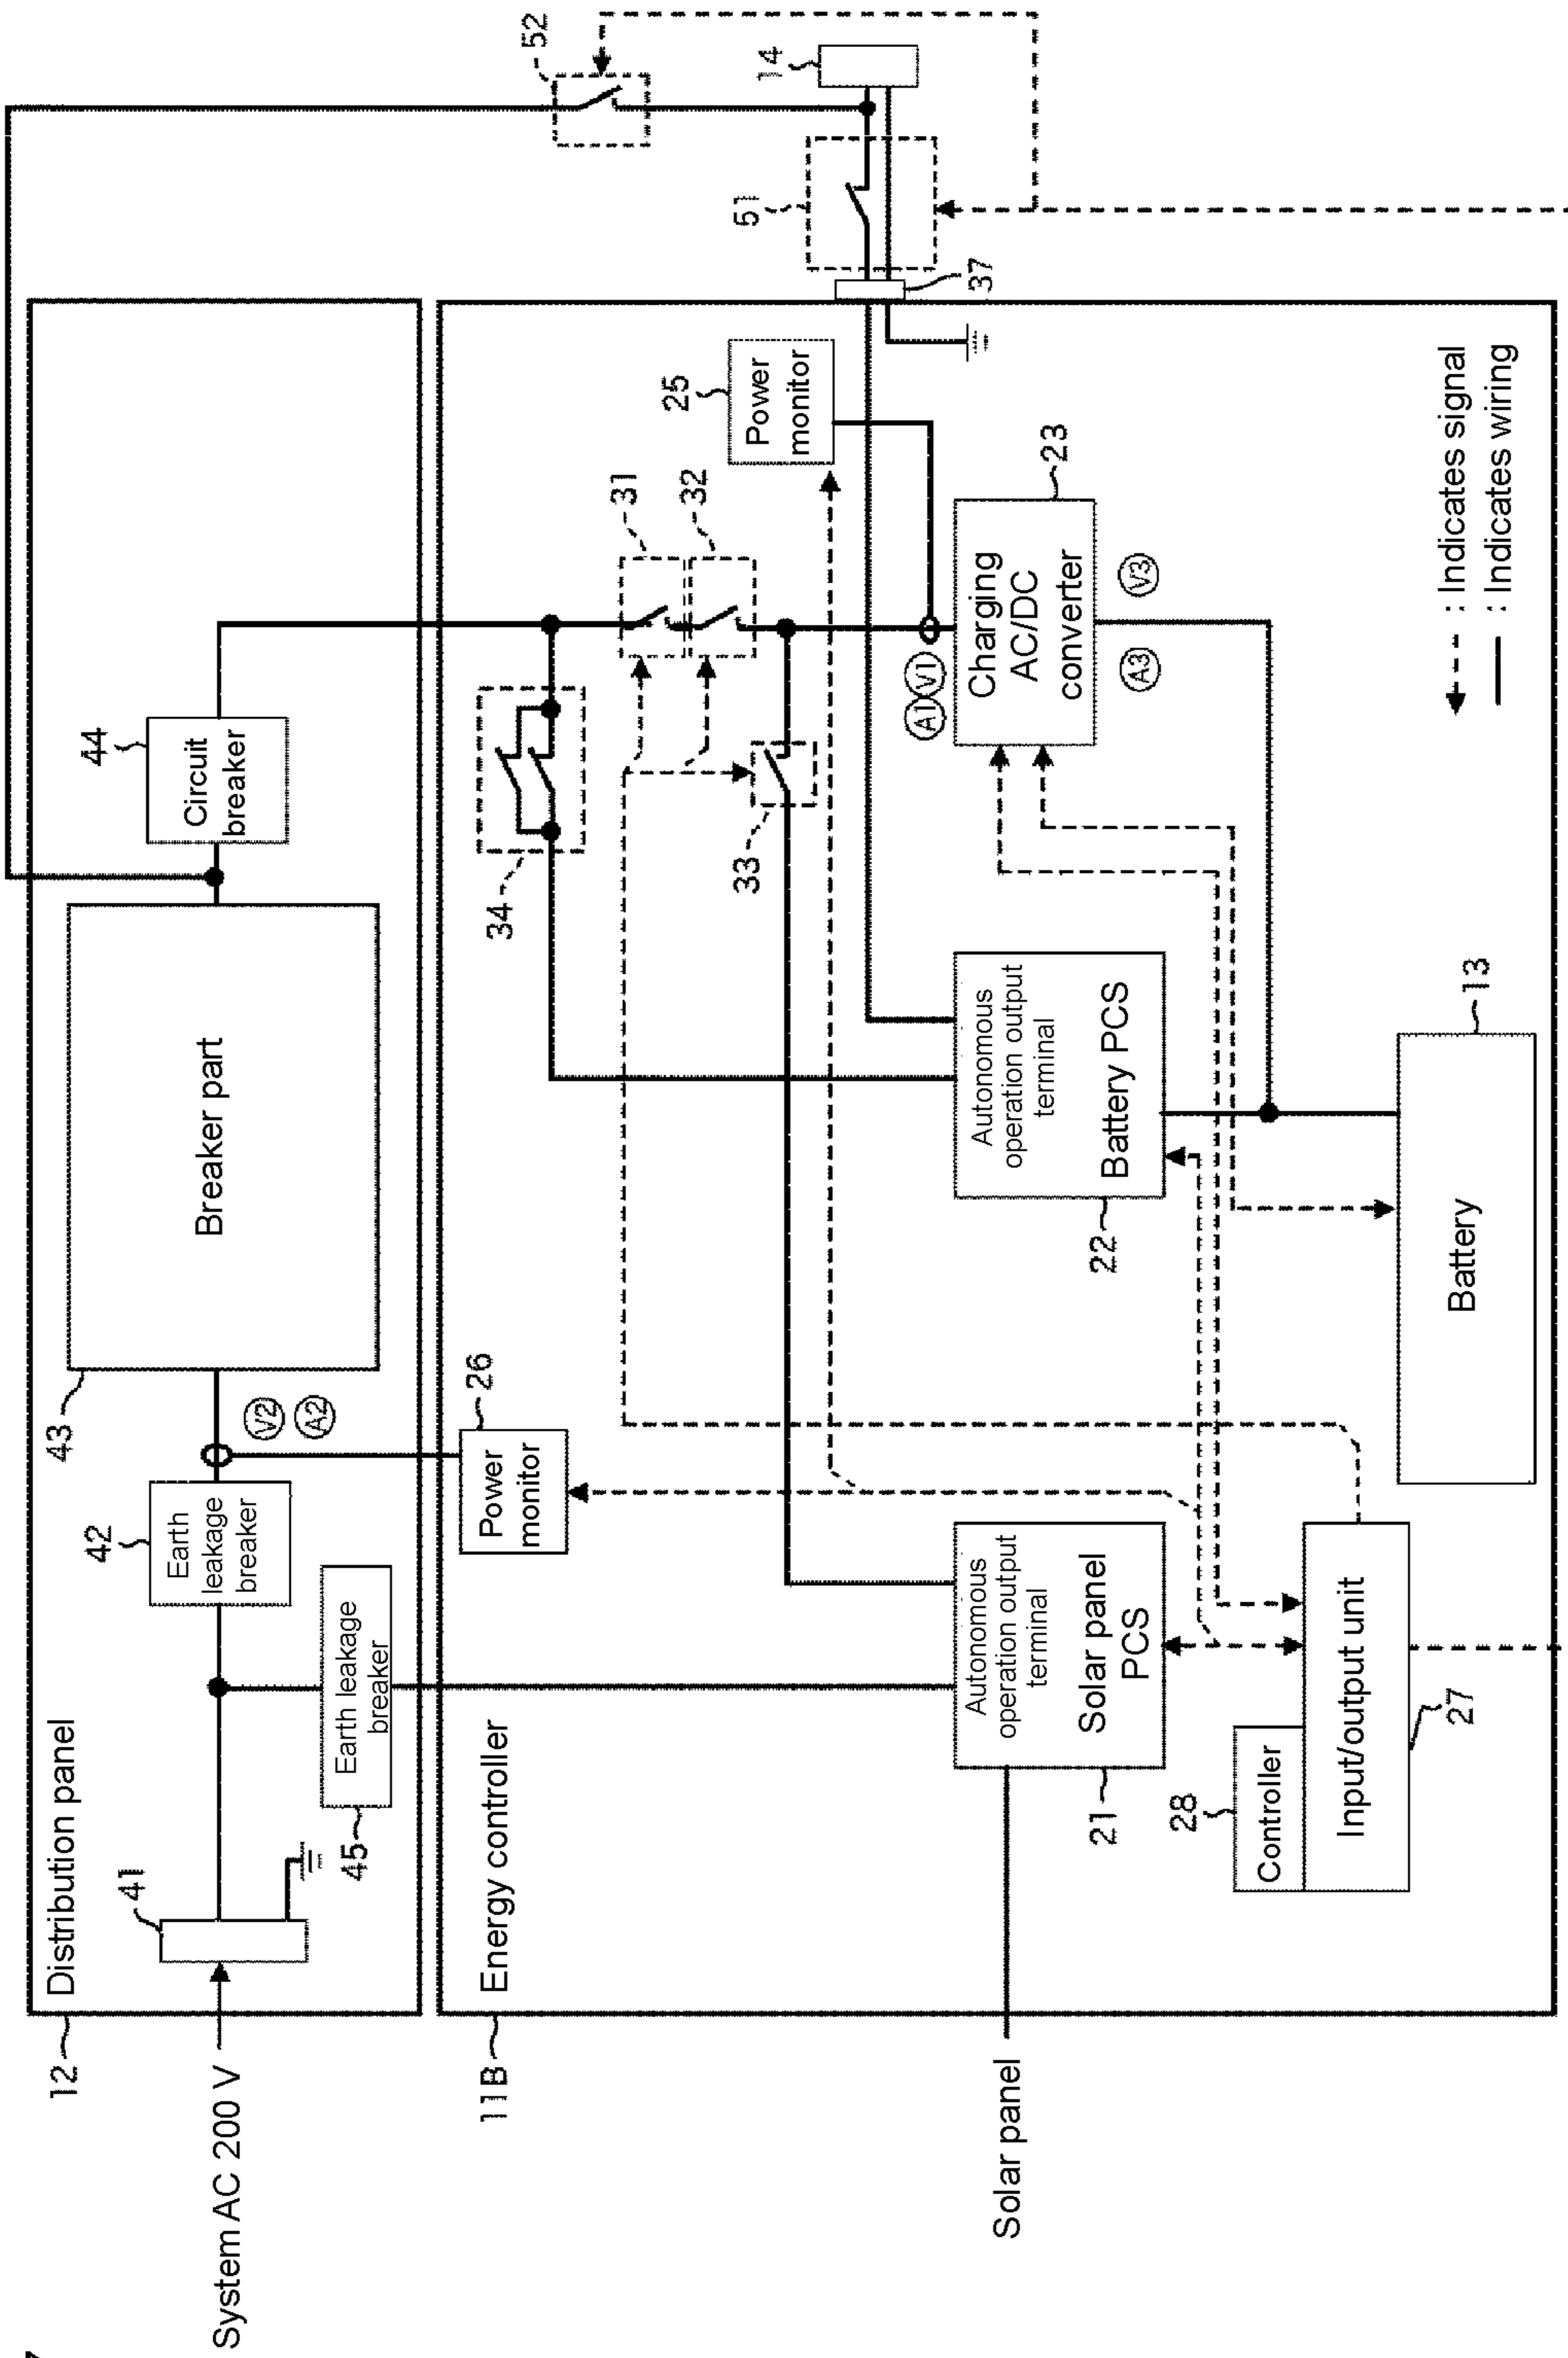 12
Distribution panel
System AC 200 V
41
45
Earth leakage
breaker
42
Earth
leakage
breaker
V2
A2
43
Breaker part
44
Circuit
breaker
52
14
51
37
11B
Energy controller
Solar panel
26
Power
monitor
34
31
32
33
25
Power
monitor
21
Autonomous
operation output
terminal
Solar panel
PCS
22
Autonomous
operation output
terminal
Battery PCS
A1
V1
23
Charging
AC/DC
converter
A3
V3
28
Controller
Input/output unit
27
13
Battery
: Indicates signal
: Indicates wiring